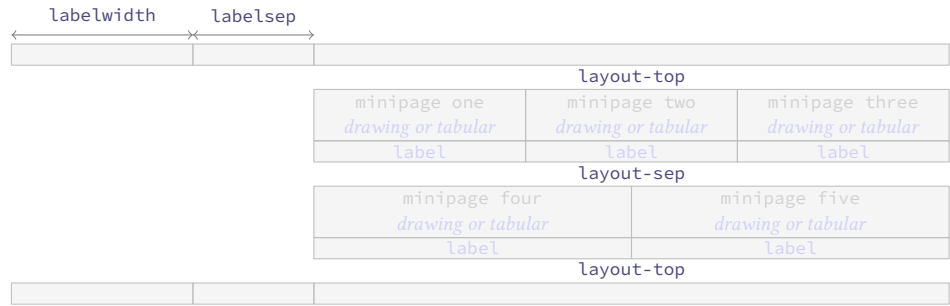 labelwidth labelsep
layout-top
minipage one minipage two minipage three
drawing or tabular drawing or tabular drawing or tabular
label label label
layout-sep
minipage four minipage five
drawing or tabular drawing or tabular
label label
layout-top